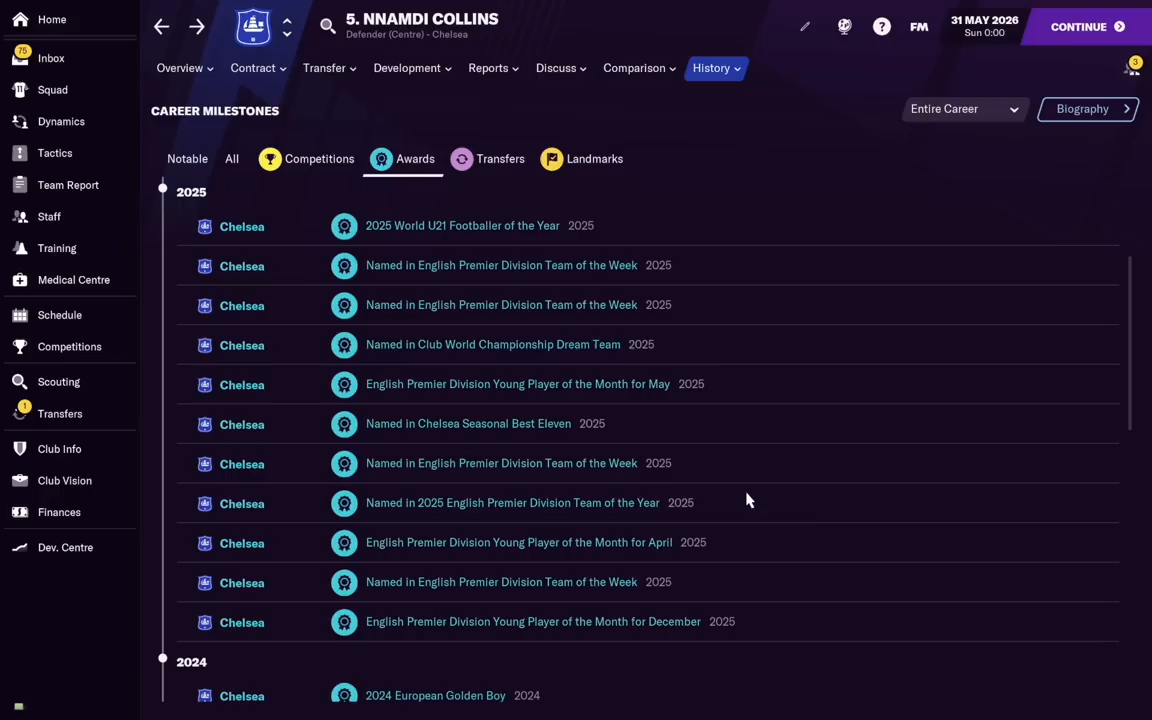 Home
5. NNAMDI COLLINS
Defender (Centre) - Chelsea
?
FM
31 MAY 2026
Sun 0:00
CONTINUE
75
Inbox
Squad
Dynamics
Tactics
Team Report
Staff
Training
Medical Centre
Schedule
Competitions
Scouting
1
Transfers
Club Info
Club Vision
Finances
Dev. Centre
Overview
Contract
Transfer
Development
Reports
Discuss
Comparison
History
3
CAREER MILESTONES
Entire Career
Biography
Notable
All
Competitions
Awards
Transfers
Landmarks
2025
Chelsea 2025 World U21 Footballer of the Year 2025
Chelsea Named in English Premier Division Team of the Week 2025
Chelsea Named in English Premier Division Team of the Week 2025
Chelsea Named in Club World Championship Dream Team 2025
Chelsea English Premier Division Young Player of the Month for May 2025
Chelsea Named in Chelsea Seasonal Best Eleven 2025
Chelsea Named in English Premier Division Team of the Week 2025
Chelsea Named in 2025 English Premier Division Team of the Year 2025
Chelsea English Premier Division Young Player of the Month for April 2025
Chelsea Named in English Premier Division Team of the Week 2025
Chelsea English Premier Division Young Player of the Month for December 2025
2024
Chelsea 2024 European Golden Boy 2024